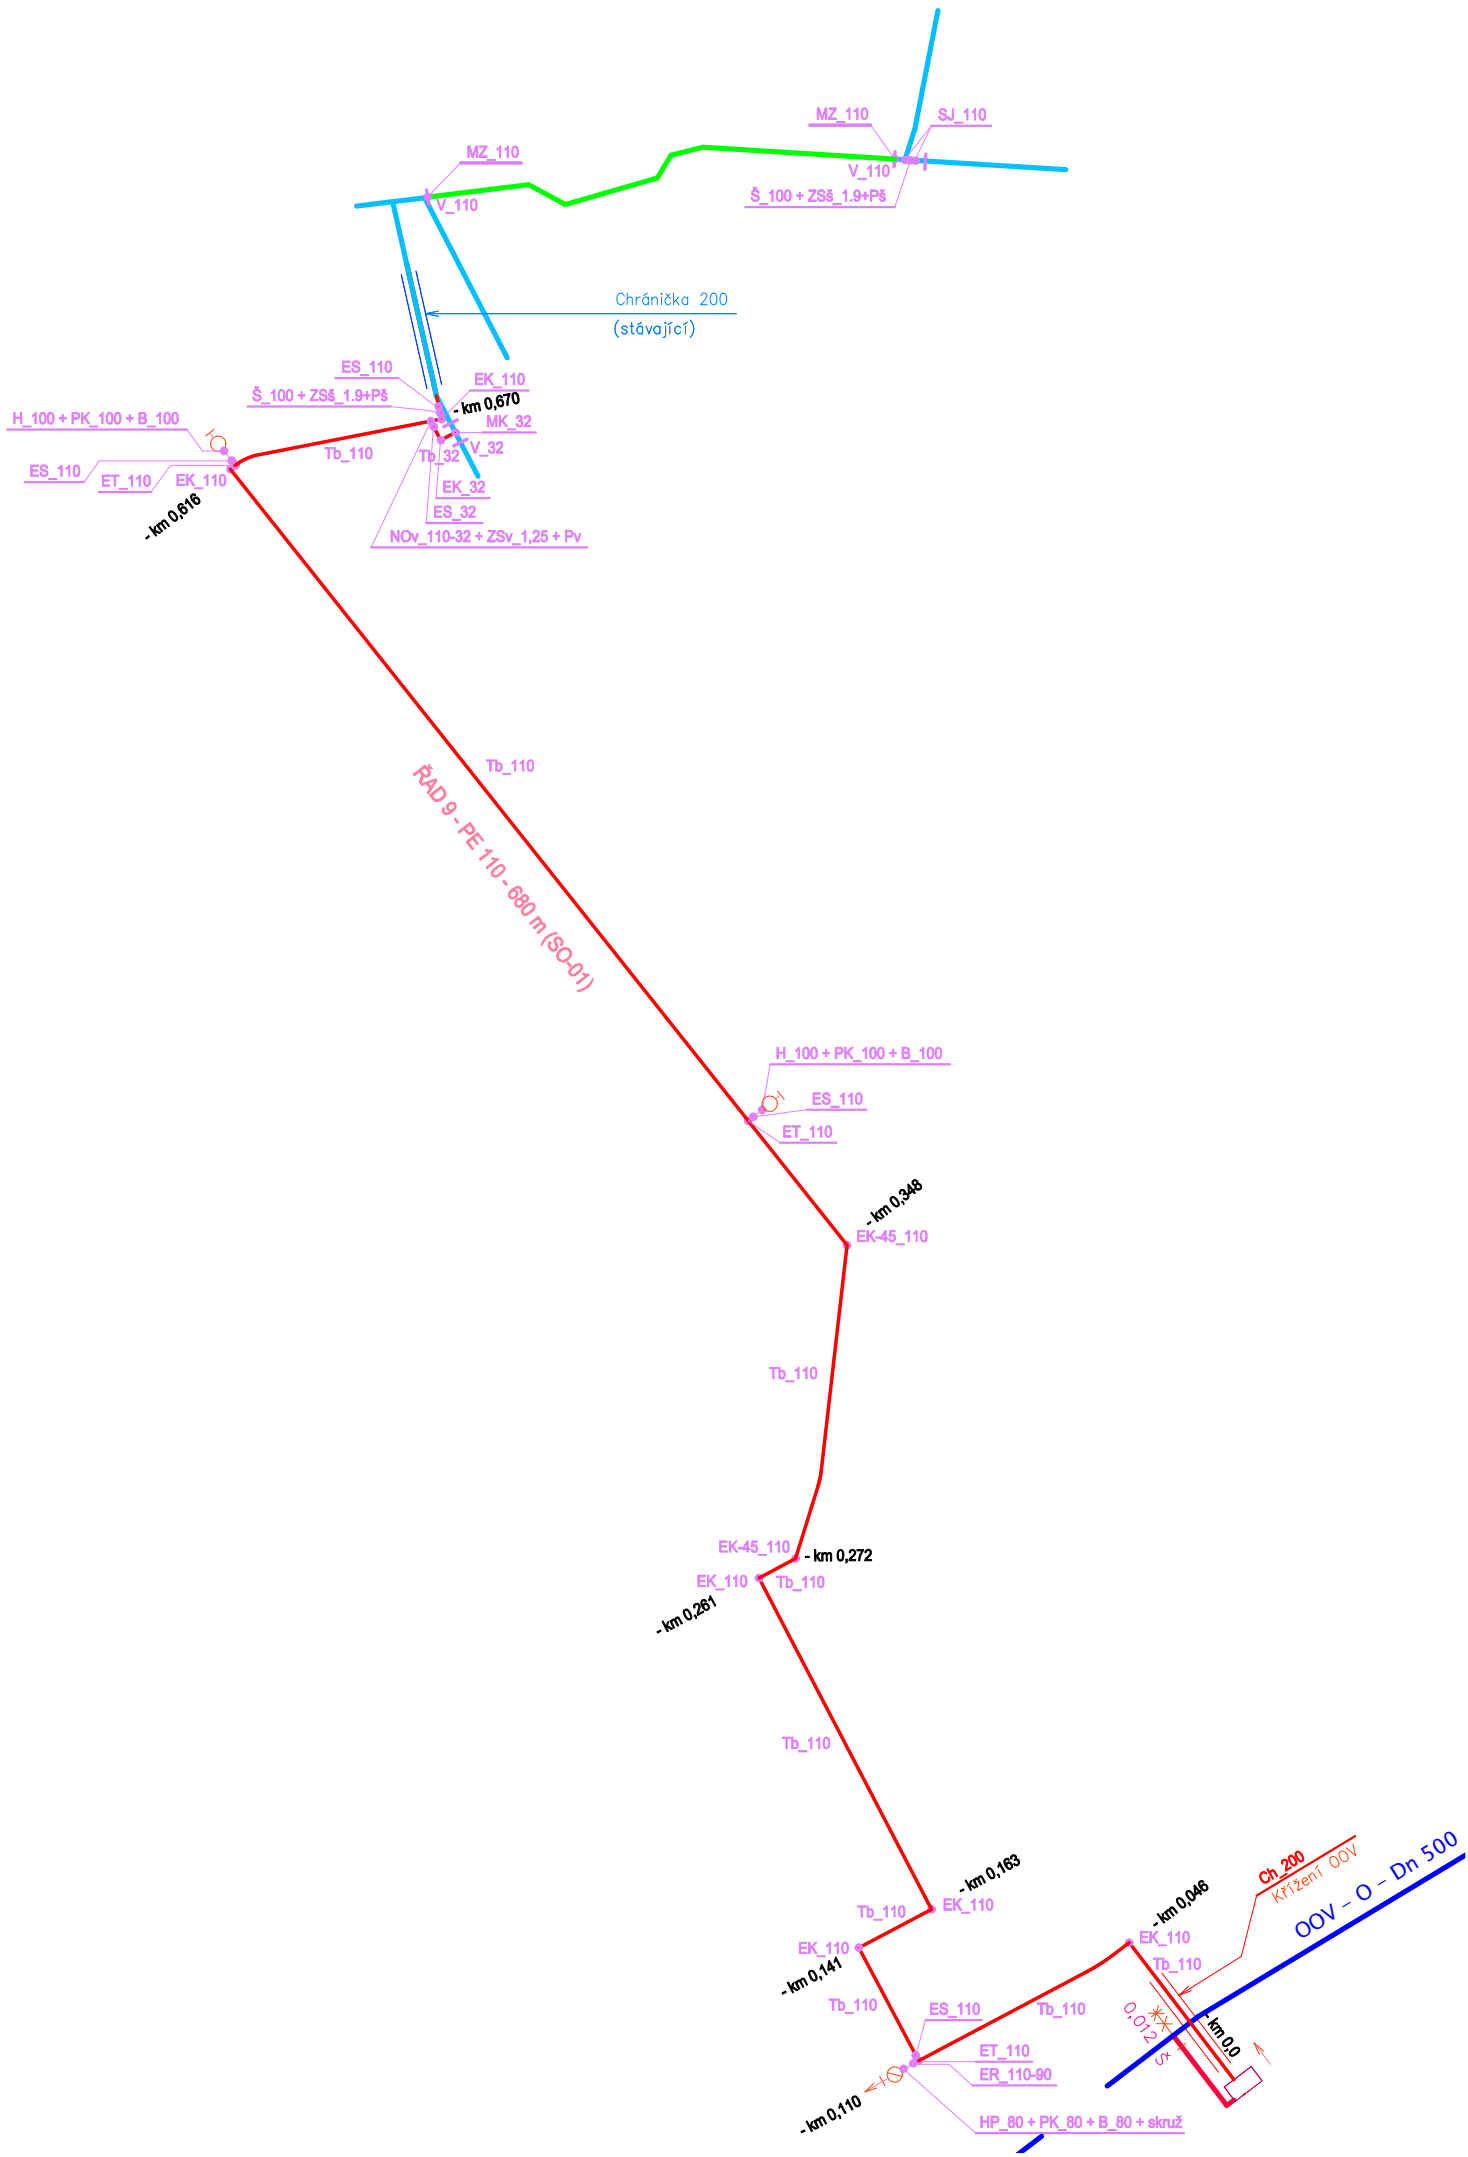 MZ_110
SJ_110
MZ_110
V_110
Š_100 + ZSš_1.9+Pš
V_110
Chránička 200
(stávající)
ES_110
EK_110
Š_100 + ZSš_1.9+Pš
- km 0,670
H_100 + PK_100 + B_100
MK_32
V_32
Tb_110
Tb_32
ES_110
ET_110
EK_110
EK_32
- km 0,616
ES_32
NOv_110-32 + ZSv_1,25 + Pv
Tb_110
ŘAD 9 - PE 110 - 680 m (SO-01)
H_100 + PK_100 + B_100
ES_110
ET_110
- km 0,348
EK-45_110
Tb_110
EK-45_110
- km 0,272
EK_110
Tb_110
- km 0,261
Tb_110
OOV – O – Dn 500
Ch_200
Křížení OOV
- km 0,163
- km 0,046
EK_110
Tb_110
EK_110
EK_110
Tb_110
- km 0,141
Tb_110
ES_110
Tb_110
0,012 Š
- km 0,0
ET_110
ER_110-90
- km 0,110
HP_80 + PK_80 + B_80 + skruž